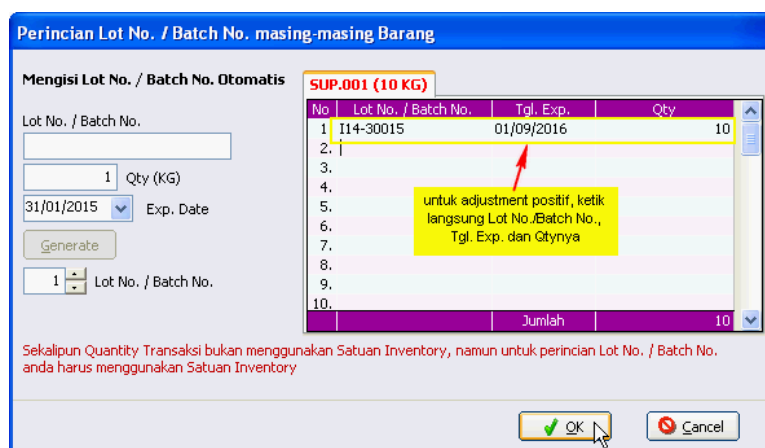 Perincian Lot No. / Batch No. masing-masing Barang
Mengisi Lot No. / Batch No. Otomatis
Lot No. / Batch No.
1 Qty (KG)
31/01/2015 Exp. Date
Generate
1 Lot No. / Batch No.
SUP.001 (10 KG)
No Lot No. / Batch No. Tgl. Exp. Qty
1 I14-30015 01/09/2016 10
2.
3.
4.
5.
6.
7.
8.
9.
10.
untuk adjustment positif, ketik
langsung Lot No./Batch No.,
Tgl. Exp. dan Qtynya
Jumlah 10
Sekalipun Quantity Transaksi bukan menggunakan Satuan Inventory, namun untuk perincian Lot No. / Batch No.
anda harus menggunakan Satuan Inventory
OK
Cancel